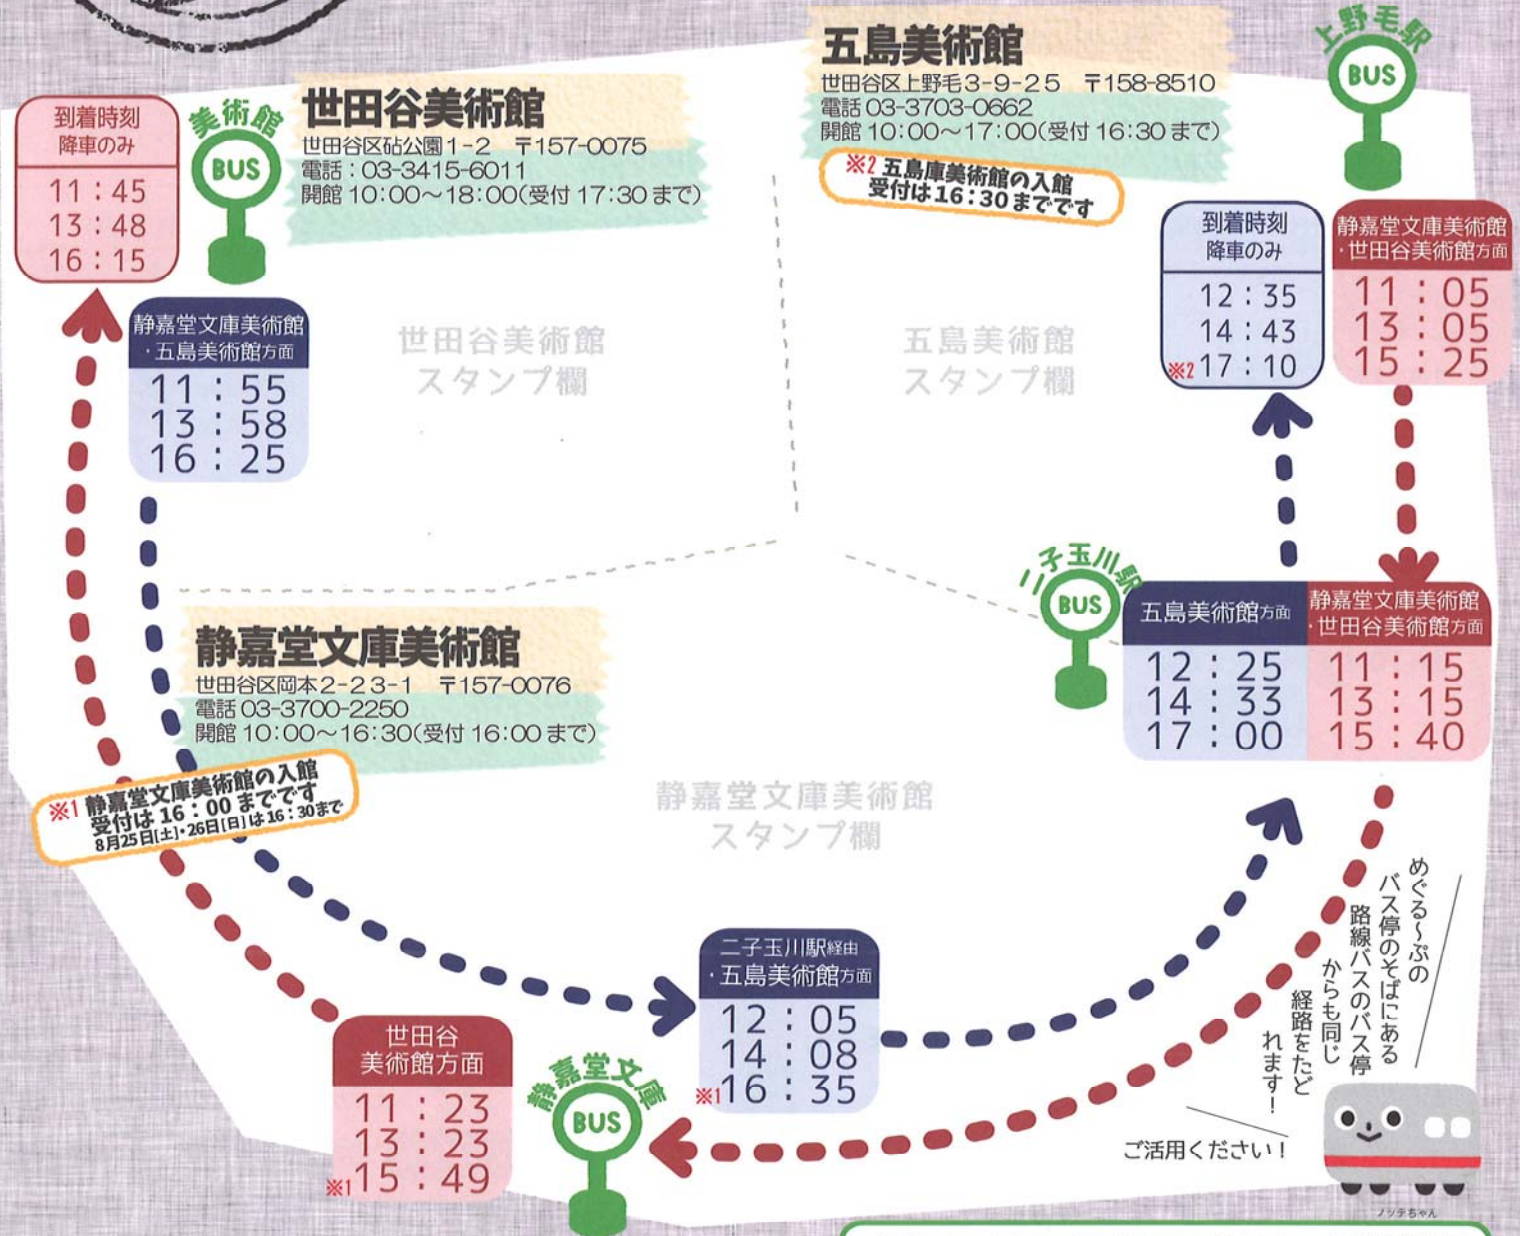 五島美術館
世田谷区上野毛3-9-25 〒158-8510
電話 03-3703-0662
開館 10:00～17:00(受付 16:30 まで)
※2 五島庫美術館の入館
受付は16:30までです
上野毛駅
BUS
到着時刻
降車のみ
12:35
14:43
※2 17:10
静嘉堂文庫美術館
・世田谷美術館方面
11:05
13:05
15:25
世田谷美術館
世田谷区砧公園1-2 〒157-0075
電話：03-3415-6011
開館 10:00～18:00(受付 17:30 まで)
美術館
BUS
到着時刻
降車のみ
11:45
13:48
16:15
静嘉堂文庫美術館
・五島美術館方面
11:55
13:58
16:25
世田谷美術館
スタンプ欄
五島美術館
スタンプ欄
二子玉川駅
BUS
五島美術館方面
12:25
14:33
17:00
静嘉堂文庫美術館
・世田谷美術館方面
11:15
13:15
15:40
静嘉堂文庫美術館
世田谷区岡本2-23-1 〒157-0076
電話 03-3700-2250
開館 10:00～16:30(受付 16:00 まで)
※1 静嘉堂文庫美術館の入館
受付は16:00までです
8月25日[土]・26日[日]は16:30まで
静嘉堂文庫美術館
スタンプ欄
二子玉川駅経由
・五島美術館方面
12:05
14:08
※1 16:35
世田谷
美術館方面
11:23
13:23
※1 15:49
静嘉堂文庫
BUS
めぐる～ぷの
バス停のそばにある
路線バスのバス停
からも同じ
経路をたど
れます！
ご活用ください！
ノッテちゃん